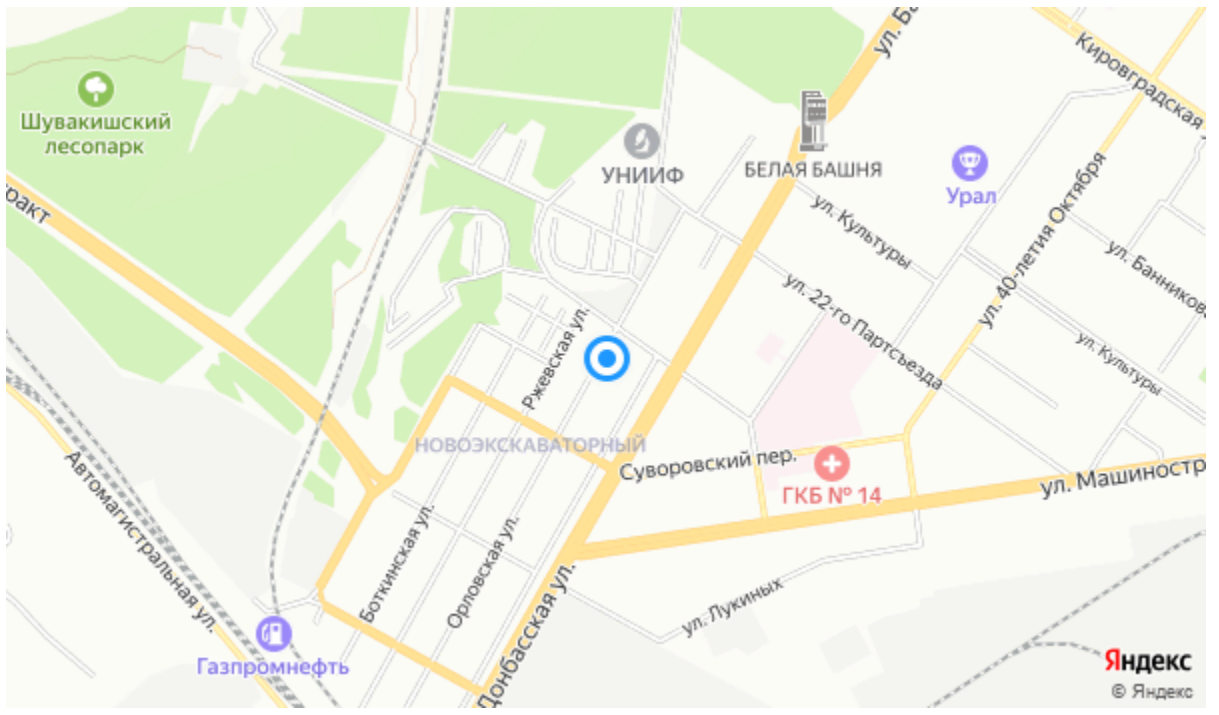 ул. Ба
Кировградская у
Шувакишский
лесопарк
УНИИФ
БЕЛАЯ БАШНЯ
Урал
ракт
ул. Культуры
ул. 40-летия Октября
ул. Банникова
ул. 22-го Партсъезда
Ржевская ул.
ул. Культуры
НОВОЭКСКАВАТОРНЫЙ
Суворовский пер.
ГКБ № 14
ул. Машиностр
Автомагистральная ул.
Боткинская ул.
Орловская ул.
Донбасская ул.
ул. Лукиных
Газпромнефть
Яндекс
© Яндекс